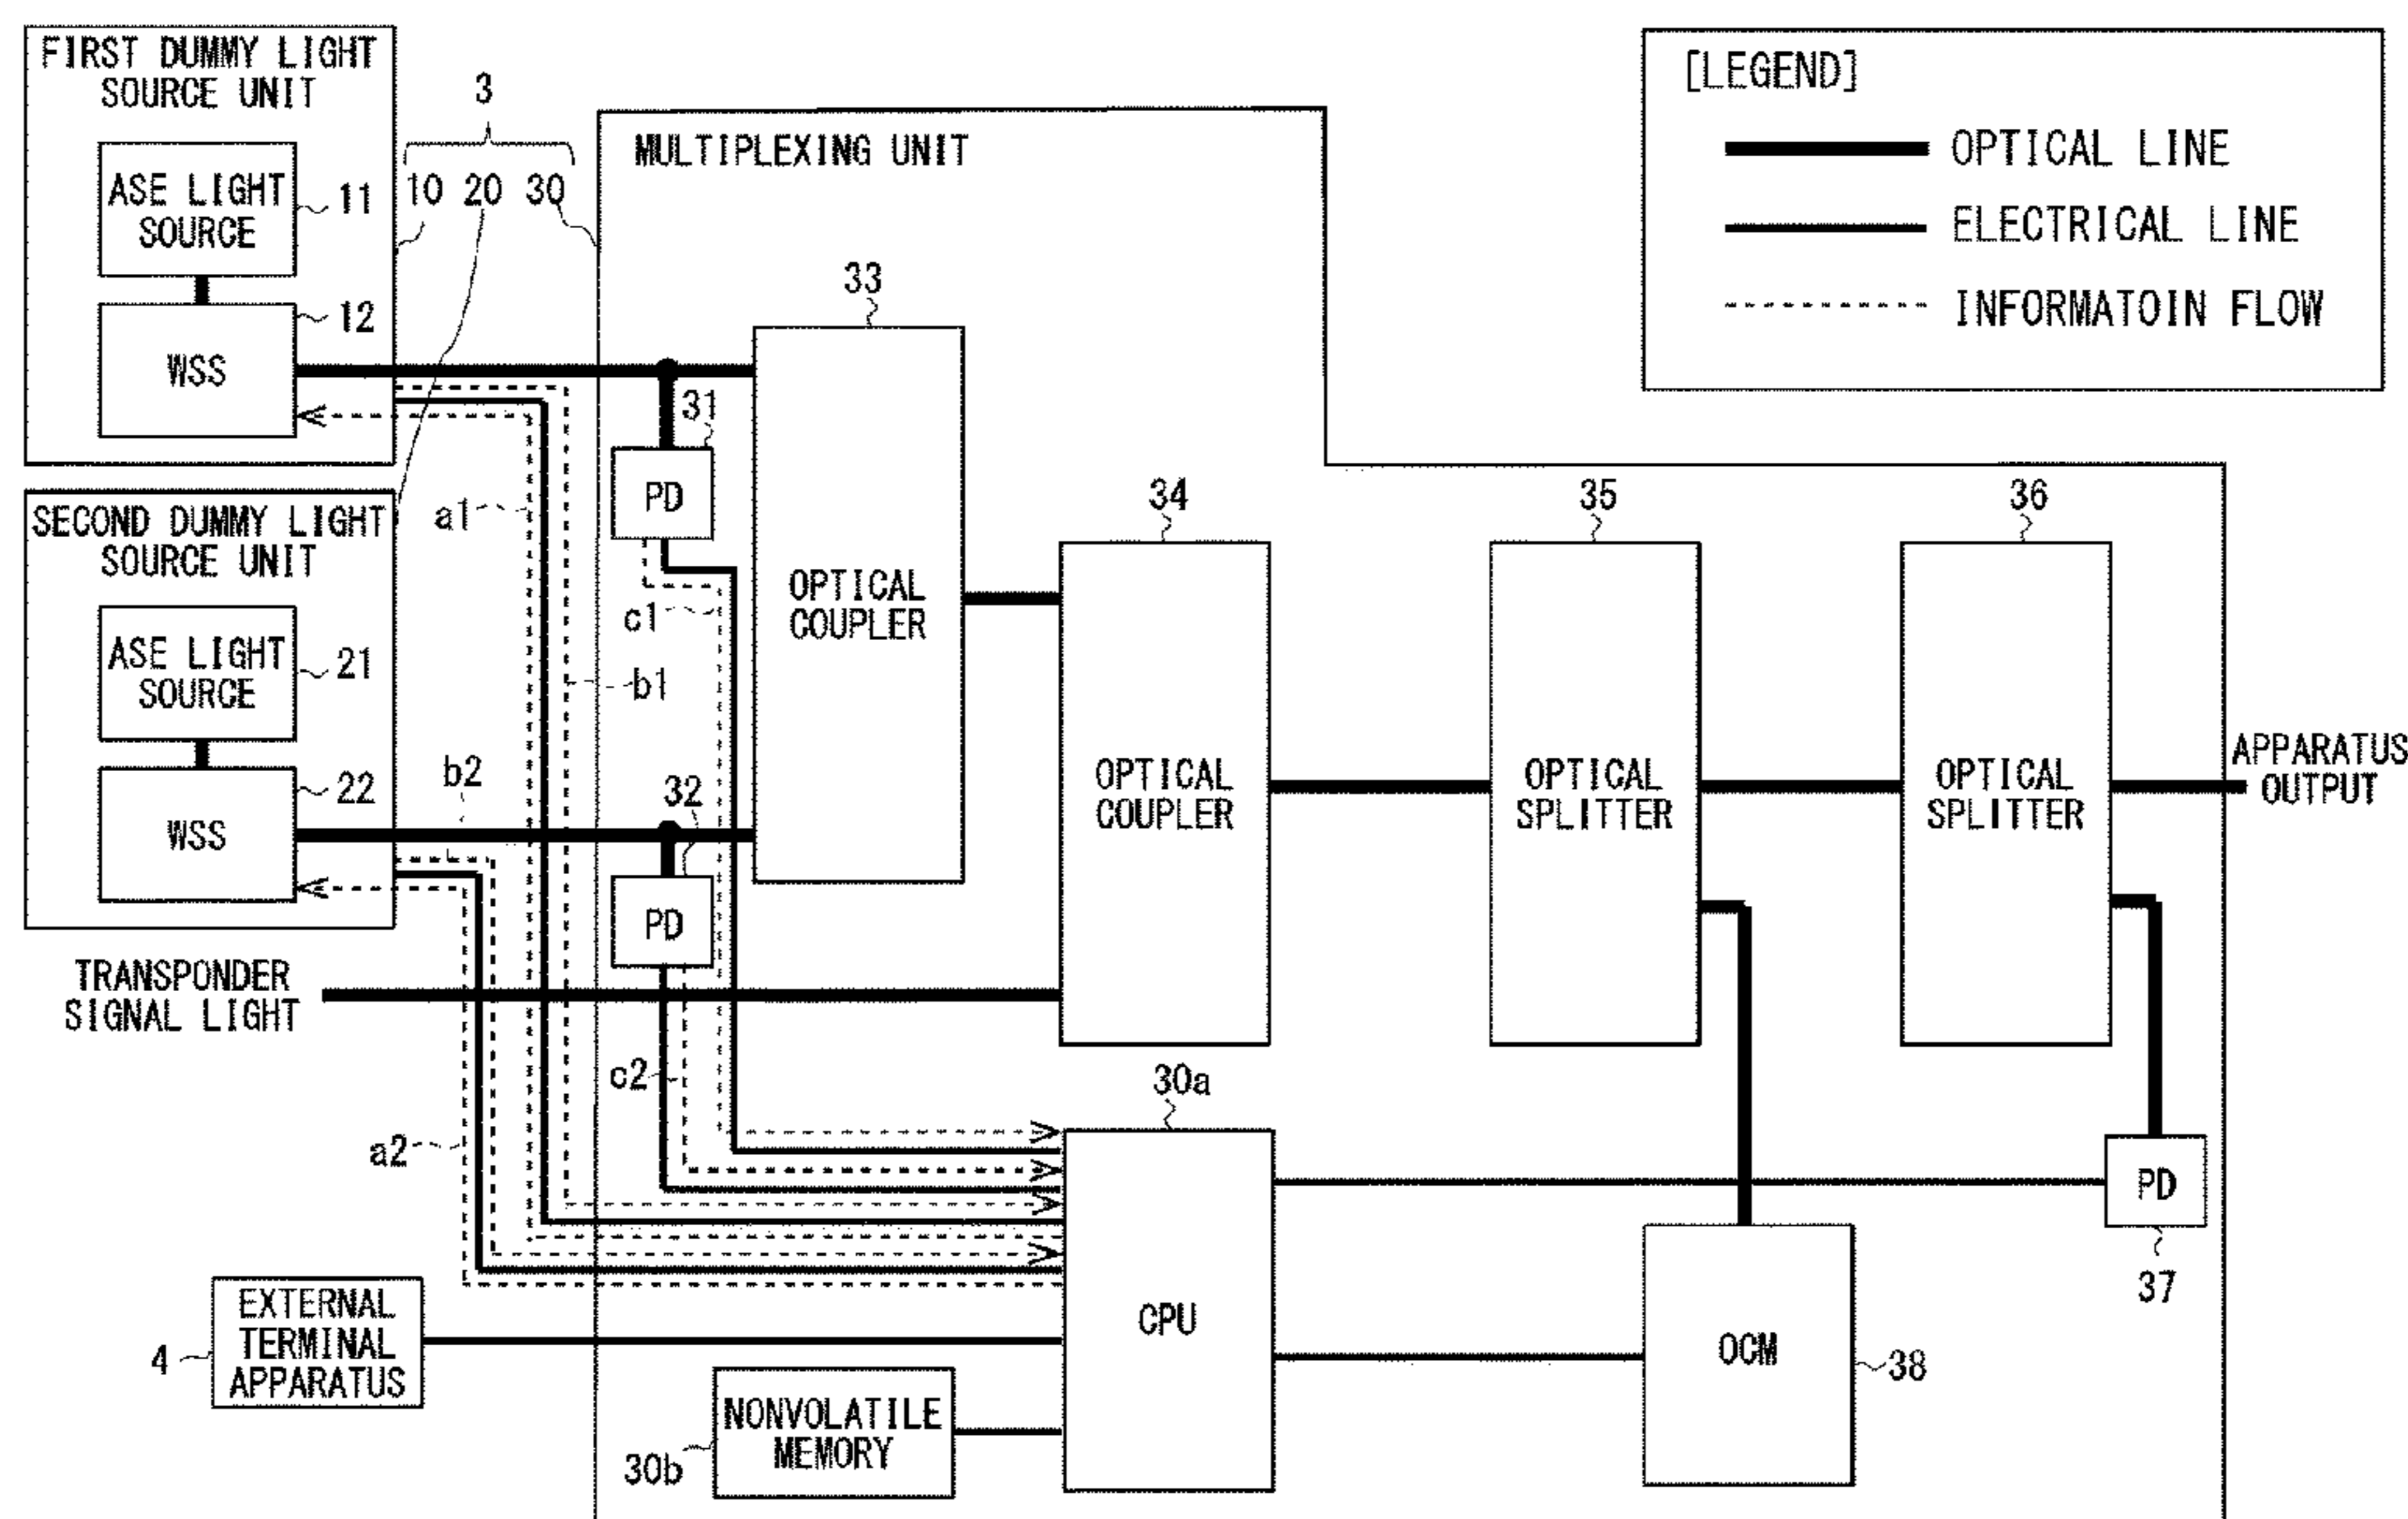 FIRST DUMMY LIGHT
SOURCE UNIT
ASE LIGHT
SOURCE
11
12
WSS
3
10 20 30
MULTIPLEXING UNIT
[LEGEND]
OPTICAL LINE
ELECTRICAL LINE
INFORMATOIN FLOW
33
OPTICAL
COUPLER
31
PD
a1
c1
b1
SECOND DUMMY LIGHT
SOURCE UNIT
ASE LIGHT
SOURCE
21
22
WSS
b2
32
PD
34
OPTICAL
COUPLER
35
OPTICAL
SPLITTER
36
OPTICAL
SPLITTER
APPARATUS
OUTPUT
TRANSPONDER
SIGNAL LIGHT
c2
a2
30a
CPU
PD
37
OCM
38
4
EXTERNAL
TERMINAL
APPARATUS
30b
NONVOLATILE
MEMORY